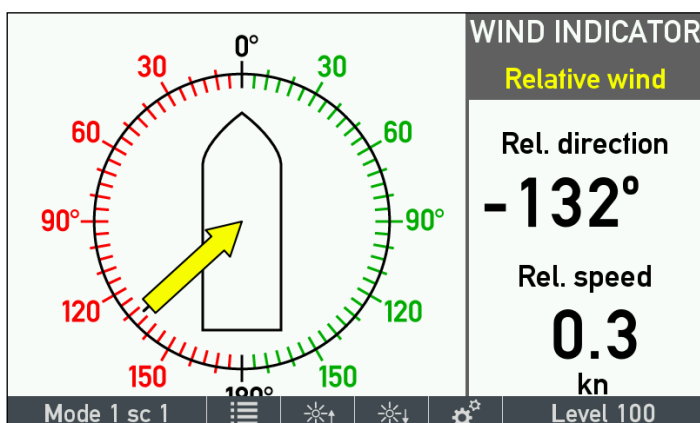 WIND INDICATOR
Relative wind
0°
30 30
60 60
90° 90°
120 120
150 150
180°
Rel. direction
-132°
Rel. speed
0.3
kn
Mode 1 sc 1 Level 100